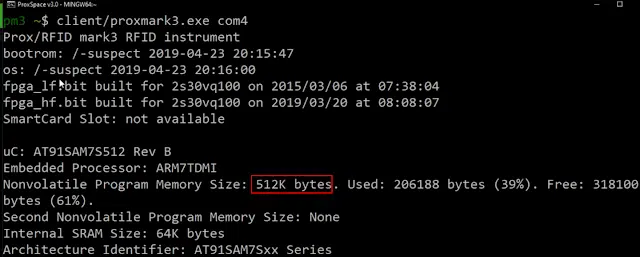 ProxSpace v3.0 - MINGW64:~
pm3 ~$ client/proxmark3.exe com4
Prox/RFID mark3 RFID instrument
bootrom: /-suspect 2019-04-23 20:15:47
os: /-suspect 2019-04-23 20:16:00
fpga_lf.bit built for 2s30vq100 on 2015/03/06 at 07:38:04
fpga_hf.bit built for 2s30vq100 on 2019/03/20 at 08:08:07
SmartCard Slot: not available
uC: AT91SAM7S512 Rev B
Embedded Processor: ARM7TDMI
Nonvolatile Program Memory Size: 512K bytes. Used: 206188 bytes (39%). Free: 318100
bytes (61%).
Second Nonvolatile Program Memory Size: None
Internal SRAM Size: 64K bytes
Architecture Identifier: AT91SAM7Sxx Series